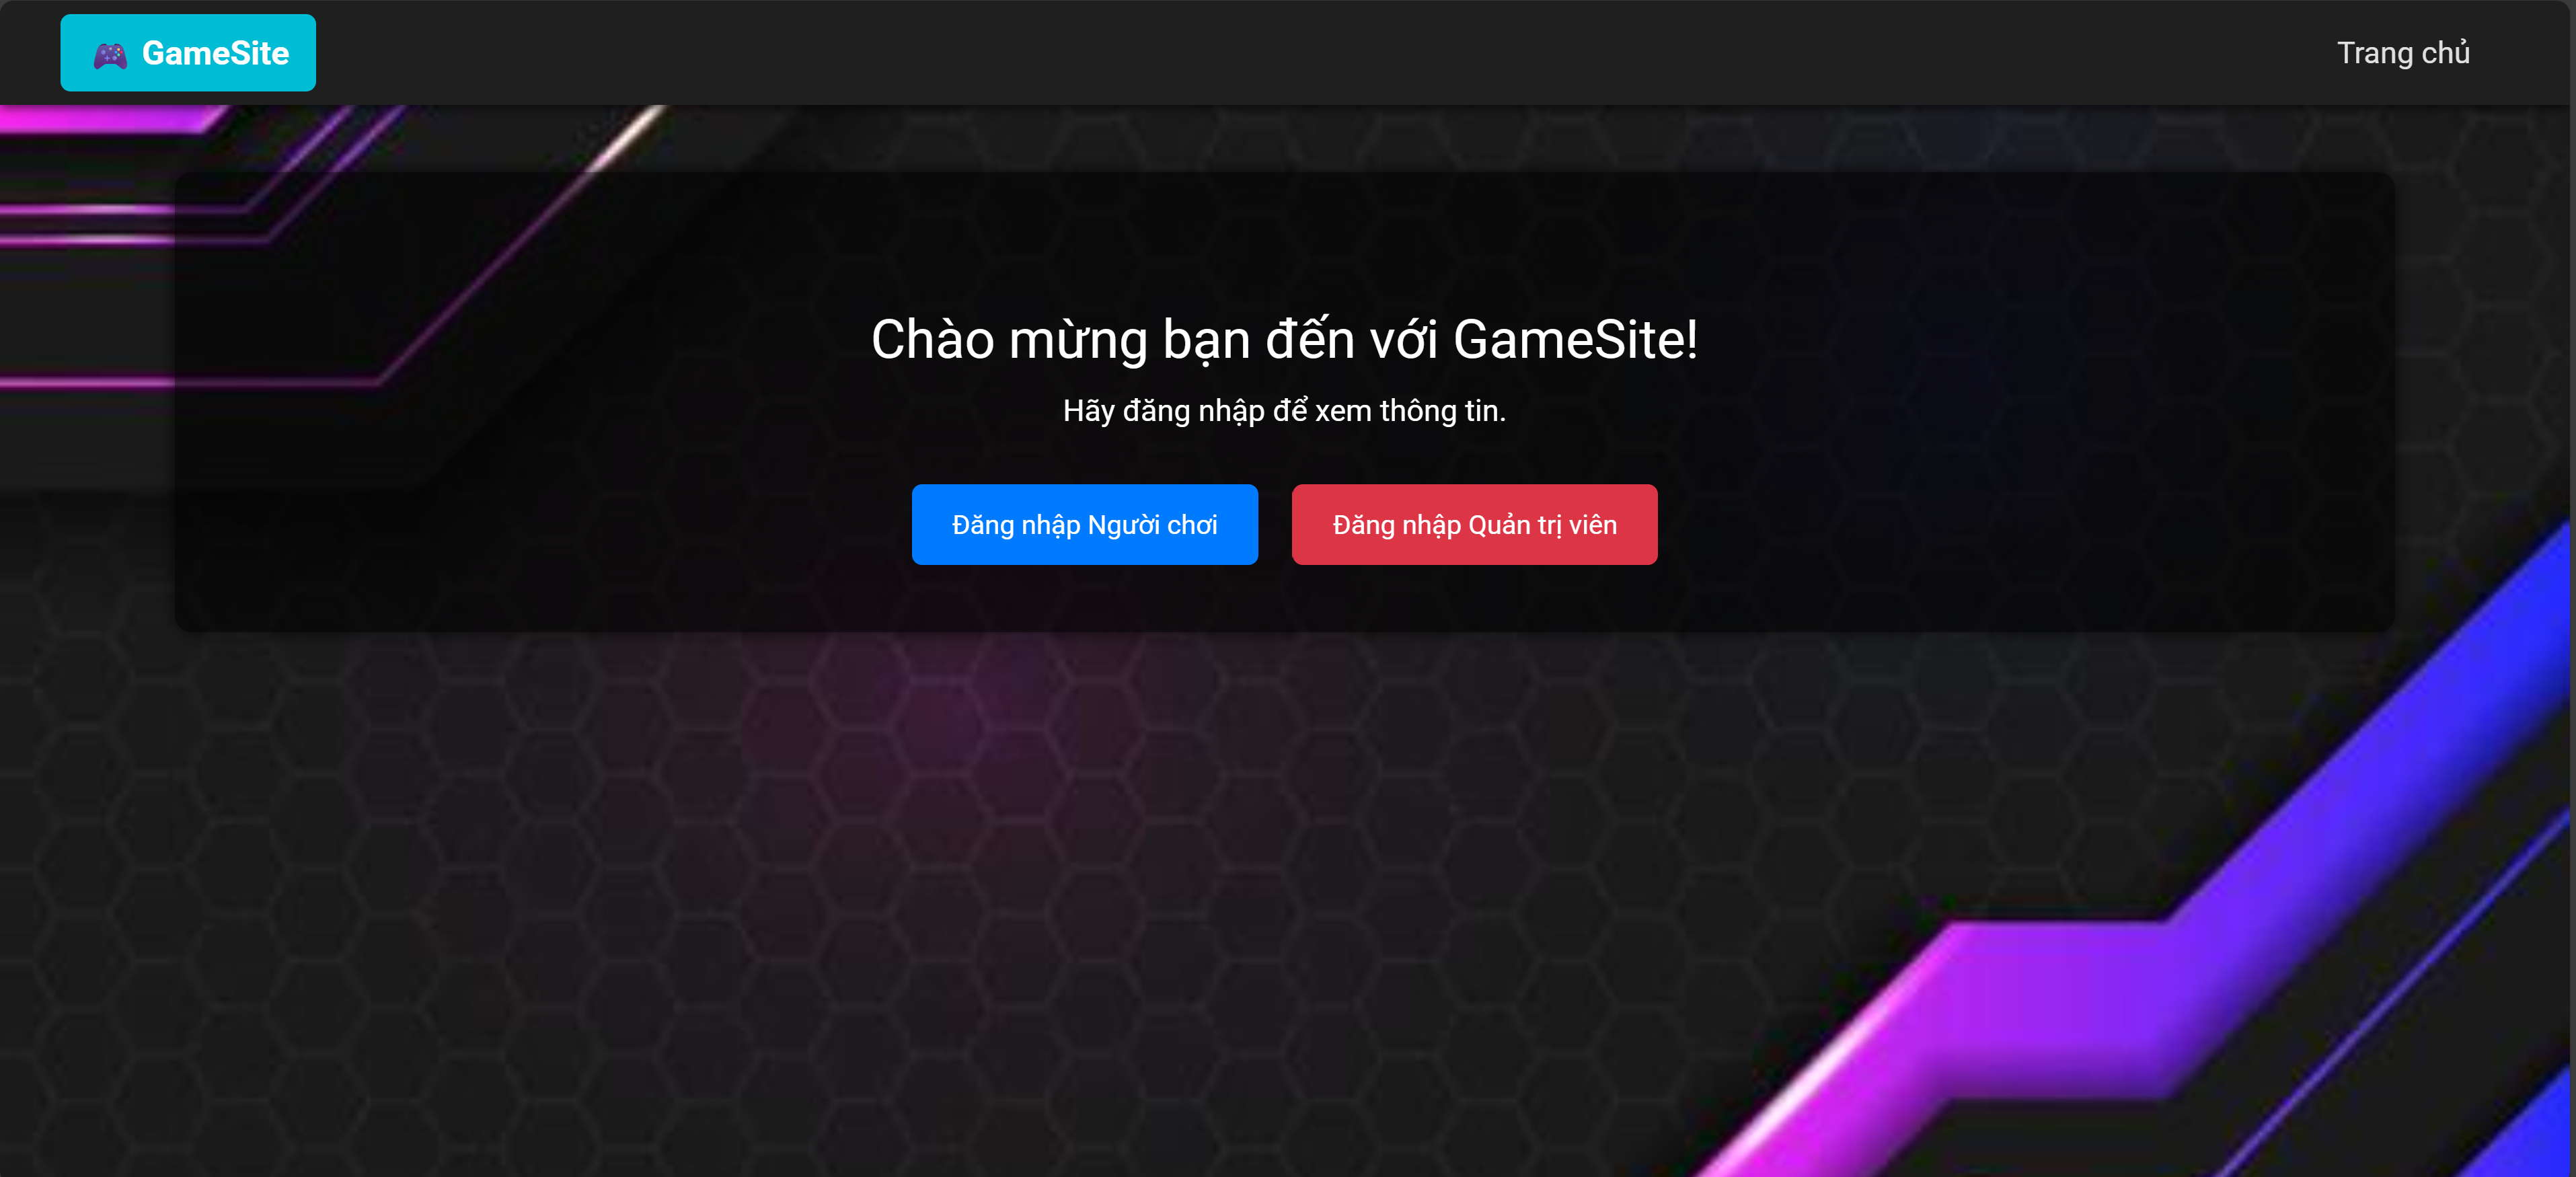 GameSite
Trang chủ
Chào mừng bạn đến với GameSite!
Hãy đăng nhập để xem thông tin.
Đăng nhập Người chơi
Đăng nhập Quản trị viên